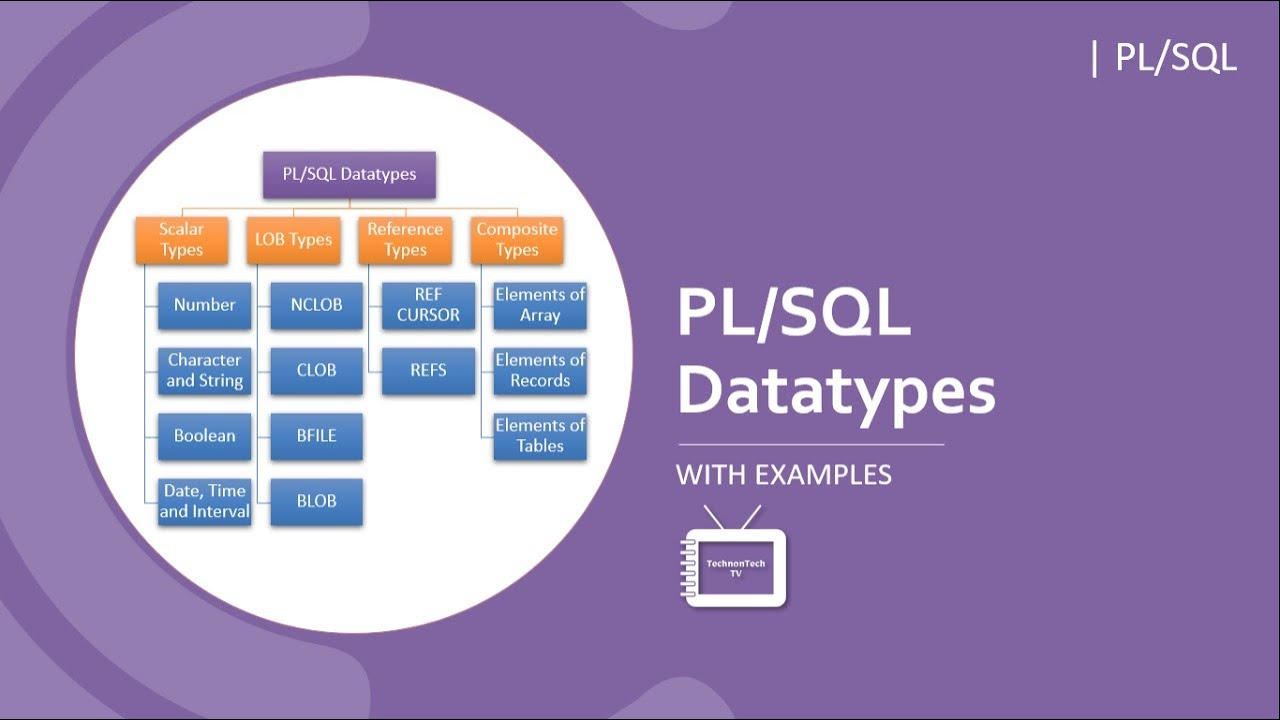 | PL/SQL
PL/SQL Datatypes
Scalar
Types
LOB Types
Reference
Types
Composite
Types
Number
NCLOB
REF
CURSOR
Elements of
Array
Character
and String
CLOB
REFS
Elements of
Records
Boolean
BFILE
Elements of
Tables
Date, Time
and Interval
BLOB
PL/SQL
Datatypes
WITH EXAMPLES
TechnonTech
TV